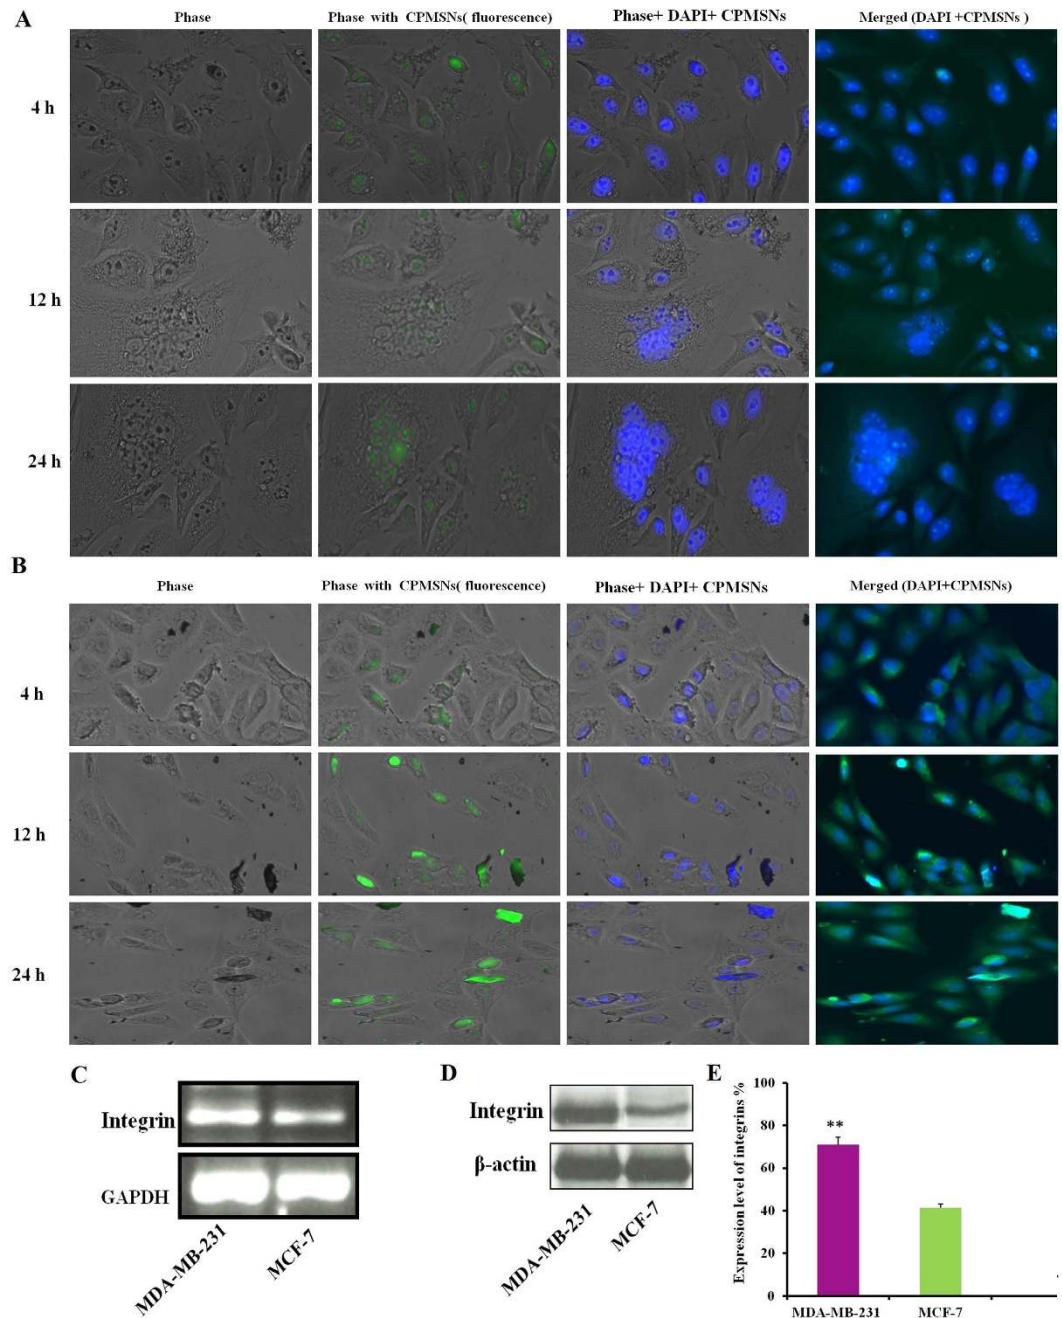 A
Phase
Phase with CPMSNs( fluorescence)
Phase+ DAPI+ CPMSNs
Merged (DAPI +CPMSNs )
4 h
12 h
24 h
B
Phase
Phase with CPMSNs( fluorescence)
Phase+ DAPI+ CPMSNs
Merged (DAPI+CPMSNs)
4 h
12 h
24 h
C
Integrin
GAPDH
MDA-MB-231
MCF-7
D
Integrin
β-actin
MDA-MB-231
MCF-7
E
Expression level of integrins %
100
80
60
40
20
0
**
MDA-MB-231
MCF-7